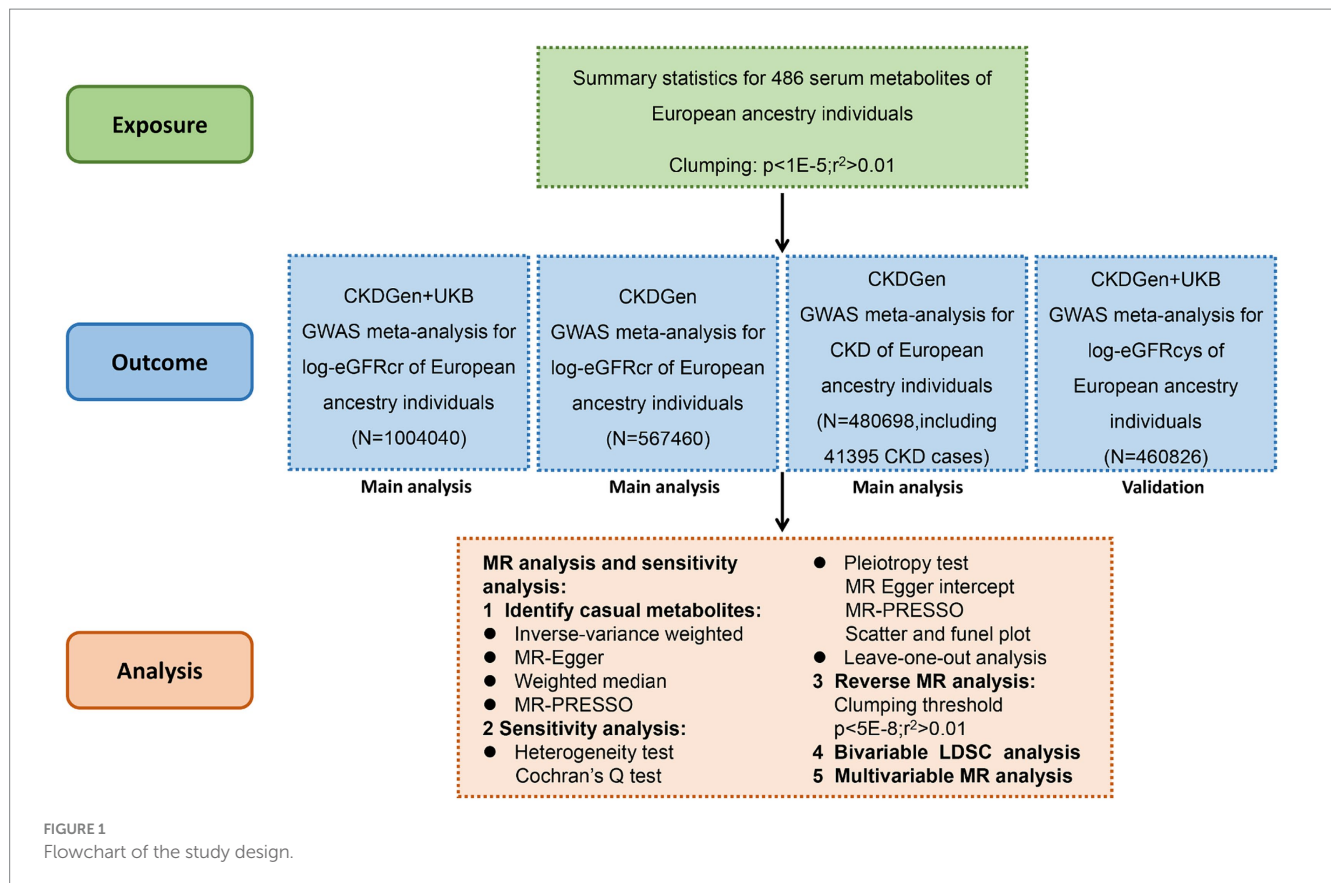 Exposure
Summary statistics for 486 serum metabolites of
European ancestry individuals
Clumping: p<1E-5;r²>0.01
Outcome
CKDGen+UKB
GWAS meta-analysis for
log-eGFRcr of European
ancestry individuals
(N=1004040)
Main analysis
CKDGen
GWAS meta-analysis for
log-eGFRcr of European
ancestry individuals
(N=567460)
Main analysis
CKDGen
GWAS meta-analysis for
CKD of European
ancestry individuals
(N=480698,including
41395 CKD cases)
Main analysis
CKDGen+UKB
GWAS meta-analysis for
log-eGFRcys of
European ancestry
individuals
(N=460826)
Validation
Analysis
MR analysis and sensitivity
analysis:
1 Identify casual metabolites:
● Inverse-variance weighted
● MR-Egger
● Weighted median
● MR-PRESSO
2 Sensitivity analysis:
● Heterogeneity test
Cochran's Q test
● Pleiotropy test
MR Egger intercept
MR-PRESSO
Scatter and funel plot
● Leave-one-out analysis
3 Reverse MR analysis:
Clumping threshold
p<5E-8;r²>0.01
4 Bivariable LDSC analysis
5 Multivariable MR analysis
FIGURE 1
Flowchart of the study design.